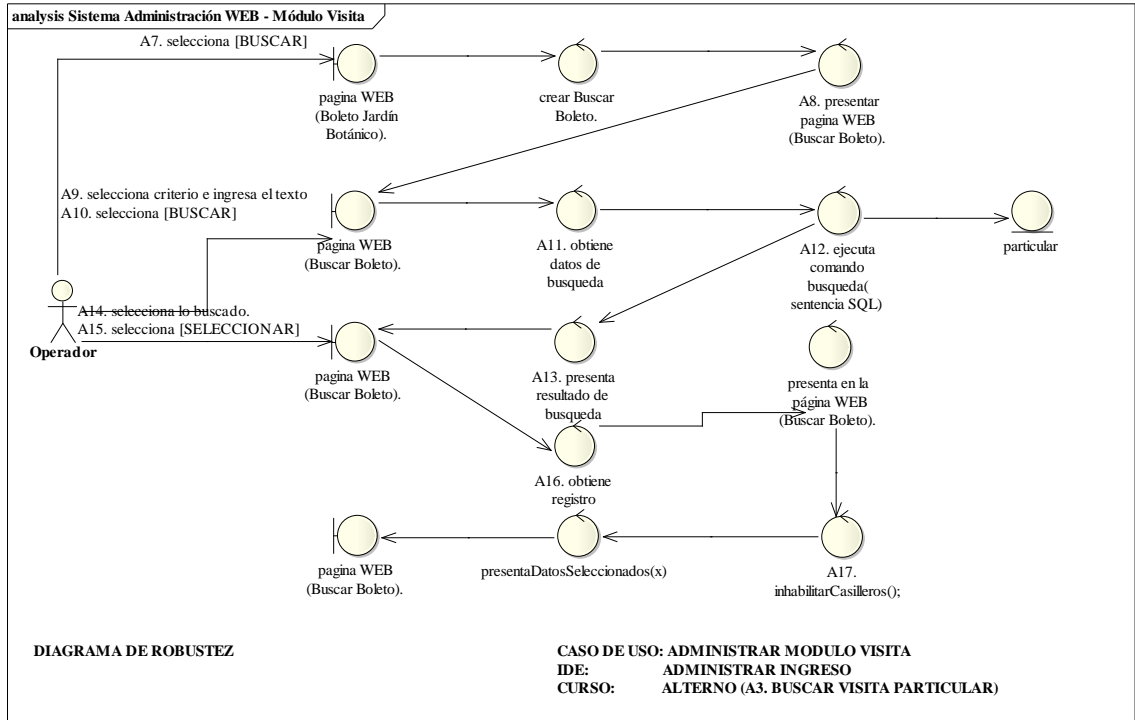 analysis Sistema Administración WEB - Módulo Visita
A7. selecciona [BUSCAR]
pagina WEB
(Boleto Jardín
Botánico).
crear Buscar
Boleto.
A8. presentar
pagina WEB
(Buscar Boleto).
A9. selecciona criterio e ingresa el texto
A10. selecciona [BUSCAR]
pagina WEB
(Buscar Boleto).
A11. obtiene
datos de
busqueda
A12. ejecuta
comando
busqueda(
sentencia SQL)
particular
A14. selecciona lo buscado.
A15. selecciona [SELECCIONAR]
Operador
pagina WEB
(Buscar Boleto).
A13. presenta
resultado de
busqueda
presenta en la
página WEB
(Buscar Boleto).
A16. obtiene
registro
pagina WEB
(Buscar Boleto).
presentaDatosSeleccionados(x)
A17.
inhabilitarCasilleros();
DIAGRAMA DE ROBUSTEZ
CASO DE USO: ADMINISTRAR MODULO VISITA
IDE: ADMINISTRAR INGRESO
CURSO: ALTERNO (A3. BUSCAR VISITA PARTICULAR)